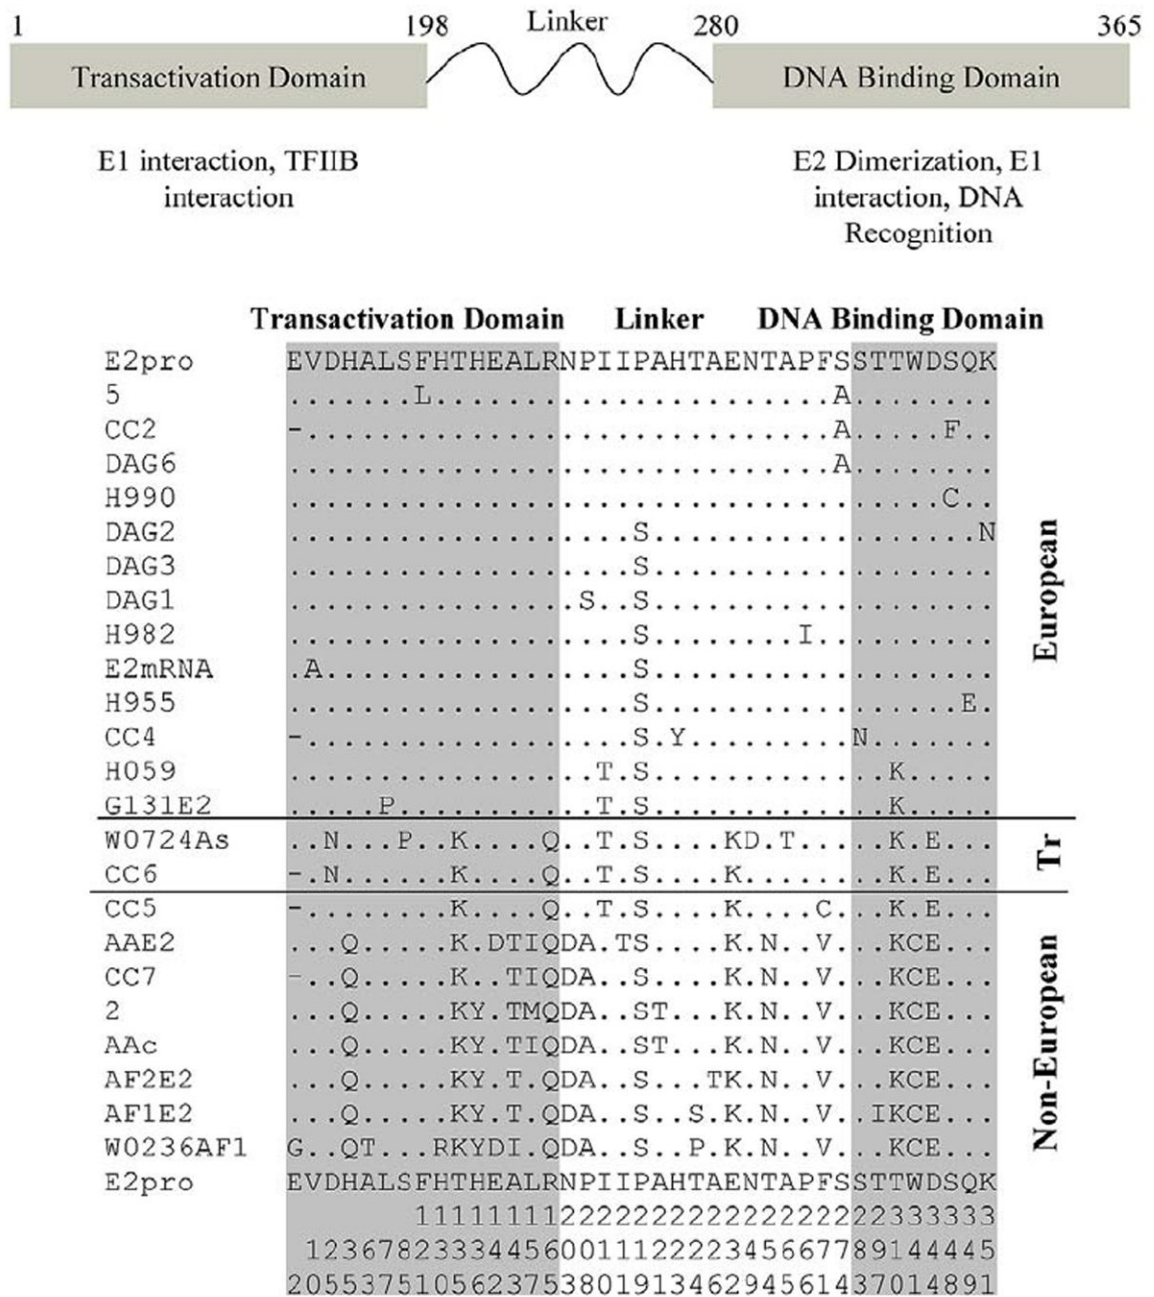 1 198 Linker 280 365
Transactivation Domain DNA Binding Domain
E1 interaction, TFIIB interaction
E2 Dimerization, E1 interaction, DNA Recognition
Transactivation Domain Linker DNA Binding Domain
E2pro EVDHALSFHTHEALRNPIIPAHTAENTAPFSSTTWDSQK
5 .......L......................A........
CC2 -.............................A.....F..
DAG6 ..............................A........
H990 ....................................C..
DAG2 ...................S..................N
DAG3 ...................S...................
DAG1 ................S..S...................
H982 ...................S........I..........
E2mRNA .A.................S...................
H955 ...................S.................E.
CC4 -..................S.Y.........N.......
H059 .................T.S.............K.....
G131E2 .....P...........T.S.............K.....
W0724As ..N...P..K....Q..T.S....KD.T.....K.E...
CC6 -.N......K....Q..T.S....K........K.E...
CC5 -........K....Q..T.S....K....C...K.E...
AAE2 ...Q.....K.DTIQDA.TS....K.N..V...KCE...
CC7 -..Q.....K..TIQDA..S....K.N..V...KCE...
2 ...Q.....KY.TMQDA..ST...K.N..V...KCE...
AAc ...Q.....KY.TIQDA..ST...K.N..V...KCE...
AF2E2 ...Q.....KY.T.QDA..S...TK.N..V...KCE...
AF1E2 ...Q.....KY.T.QDA..S..S.K.N..V..IKCE...
W0236AF1 G..QT...RKYDI.QDA..S..P.K.N..V...KCE...
E2pro EVDHALSFHTHEALRNPIIPAHTAENTAPFSSTTWDSQK
11111111222222222222222222333333
12367823334456001112222345667789144445
205537510562375380191346294561437014891
European
Tr
Non-European